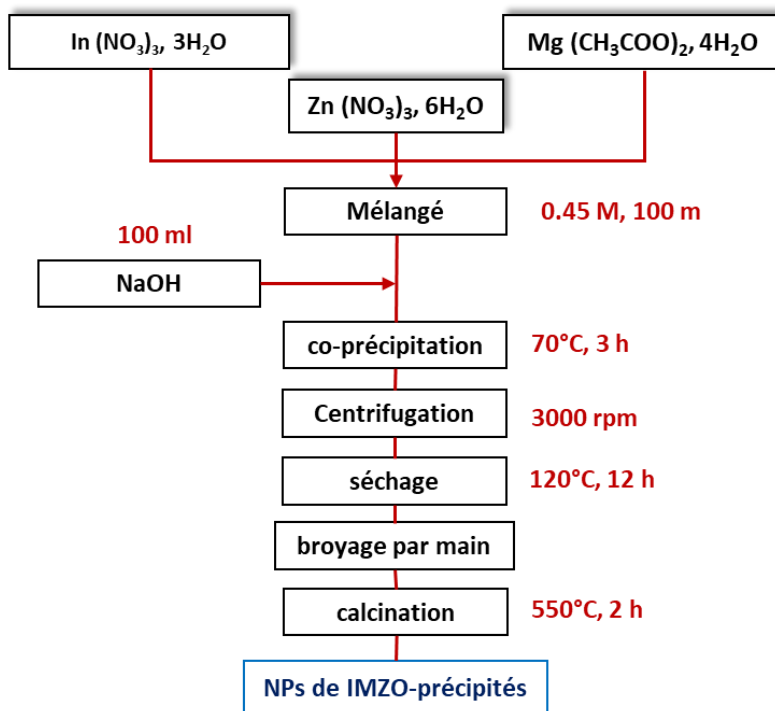 In (NO₃)₃, 3H₂O
Mg (CH₃COO)₂, 4H₂O
Zn (NO₃)₃, 6H₂O
Mélangé
0.45 M, 100 m
100 ml
NaOH
co-précipitation
70°C, 3 h
Centrifugation
3000 rpm
séchage
120°C, 12 h
broyage par main
calcination
550°C, 2 h
NPs de IMZO-précipités